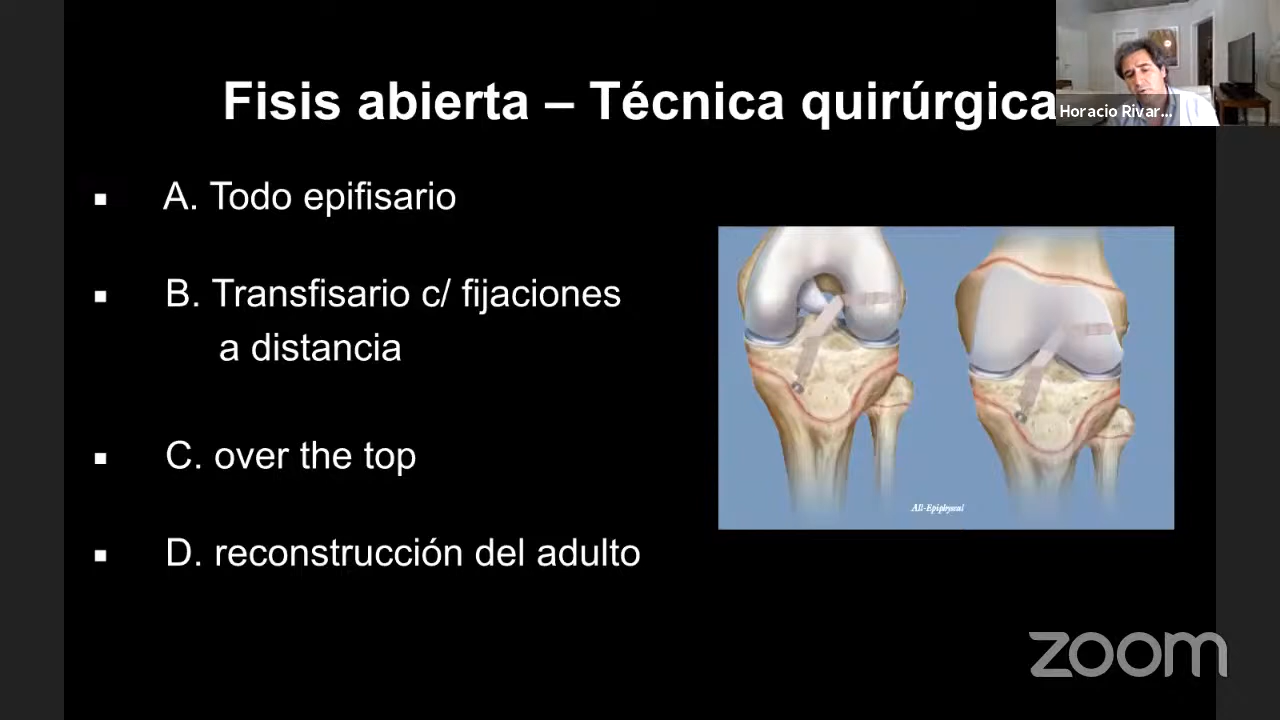 Fisis abierta – Técnica quirúrgica
Horacio Rivar...
▪ A. Todo epifisario
▪ B. Transfisario c/ fijaciones
a distancia
▪ C. over the top
▪ D. reconstrucción del adulto
All-Epiphyseal
zoom